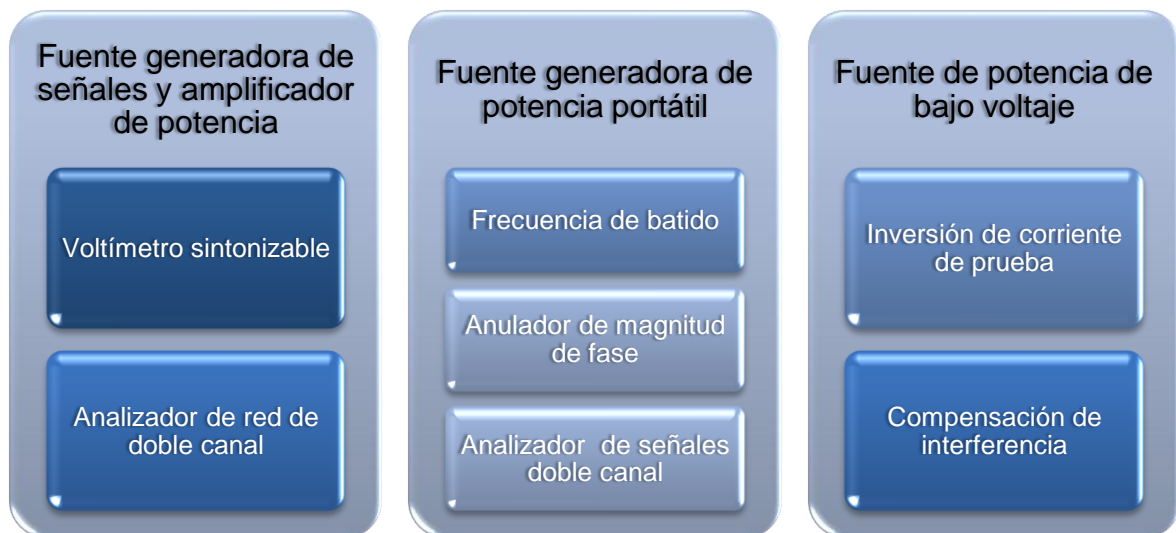 Fuente generadora de
señales y amplificador
de potencia
Voltímetro sintonizable
Analizador de red de
doble canal
Fuente generadora de
potencia portátil
Frecuencia de batido
Anulador de magnitud
de fase
Analizador de señales
doble canal
Fuente de potencia de
bajo voltaje
Inversión de corriente
de prueba
Compensación de
interferencia